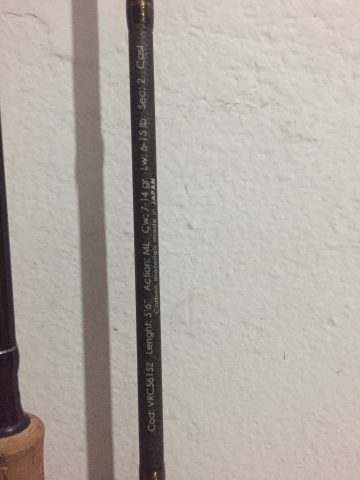 Cod: VRC56152 Lenght: 5'6" Action: ML Cw: 7-14 gr. Lw: 6-15 lb Sec: 2 Cast
Carbon materials made in JAPAN